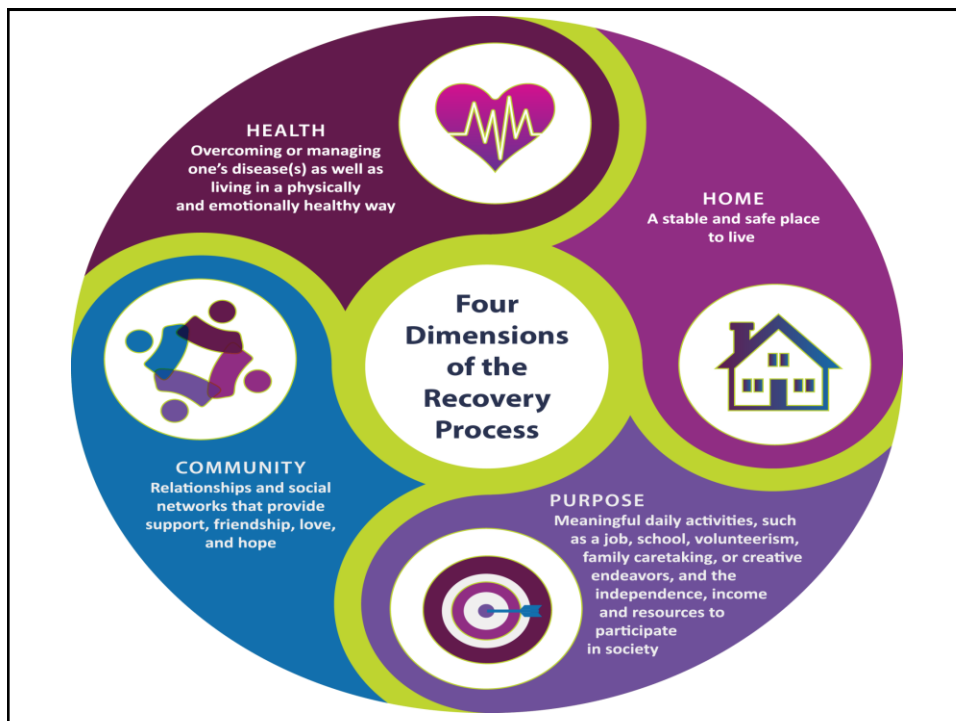 HEALTH
Overcoming or managing
one's disease(s) as well as
living in a physically
and emotionally healthy way
HOME
A stable and safe place
to live
Four
Dimensions
of the
Recovery
Process
COMMUNITY
Relationships and social
networks that provide
support, friendship, love,
and hope
PURPOSE
Meaningful daily activities, such
as a job, school, volunteerism,
family caretaking, or creative
endeavors, and the
independence, income
and resources to
participate
in society